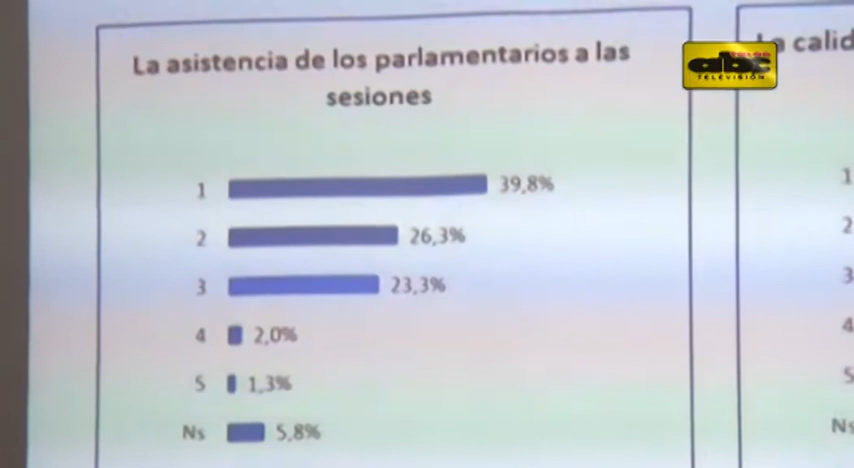 La asistencia de los parlamentarios a las
sesiones
1 39,8%
2 26,3%
3 23,3%
4 2,0%
5 1,3%
Ns 5,8%
abc
TELEVISIÓN
calid
1
2
3
4
5
Ns